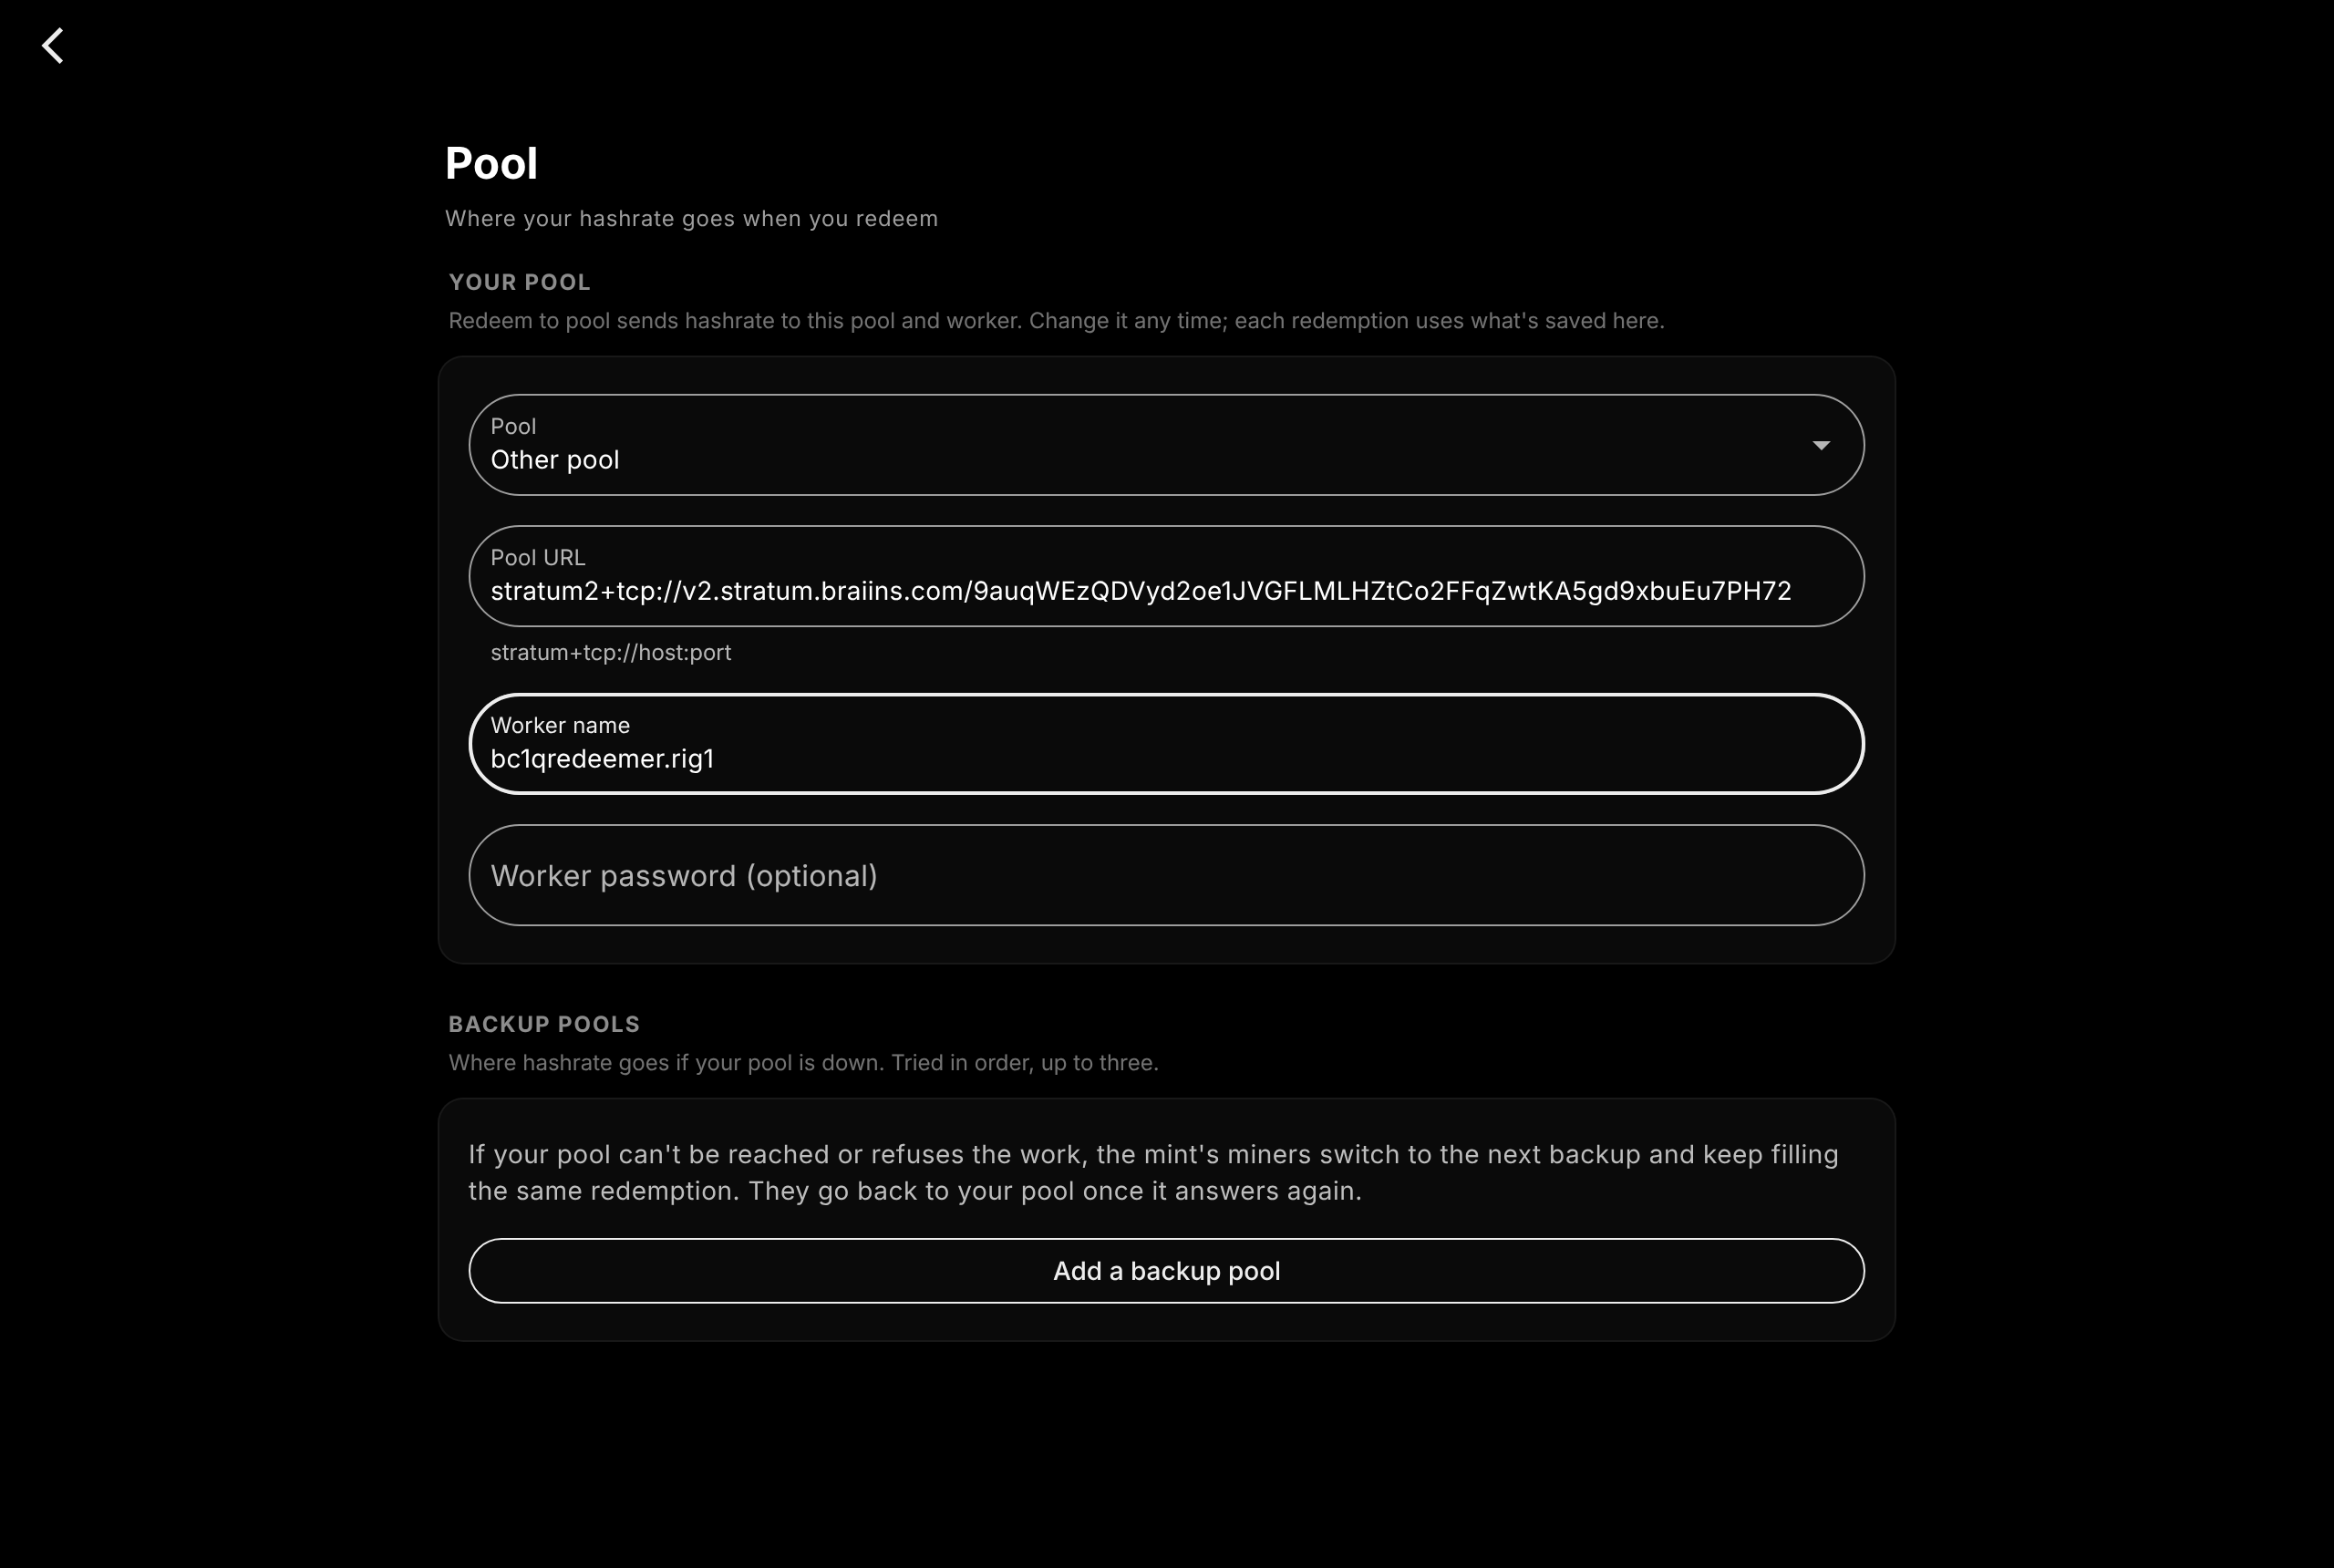 Pool
Where your hashrate goes when you redeem
YOUR POOL
Redeem to pool sends hashrate to this pool and worker. Change it any time; each redemption uses what's saved here.
Pool
Other pool
Pool URL
stratum2+tcp://v2.stratum.braiins.com/9auqWEzQDVyd2oe1JVGFLMLHZtCo2FFqZwtKA5gd9xbuEu7PH72
stratum+tcp://host:port
Worker name
bc1qredeemer.rig1
Worker password (optional)
BACKUP POOLS
Where hashrate goes if your pool is down. Tried in order, up to three.
If your pool can't be reached or refuses the work, the mint's miners switch to the next backup and keep filling
the same redemption. They go back to your pool once it answers again.
Add a backup pool